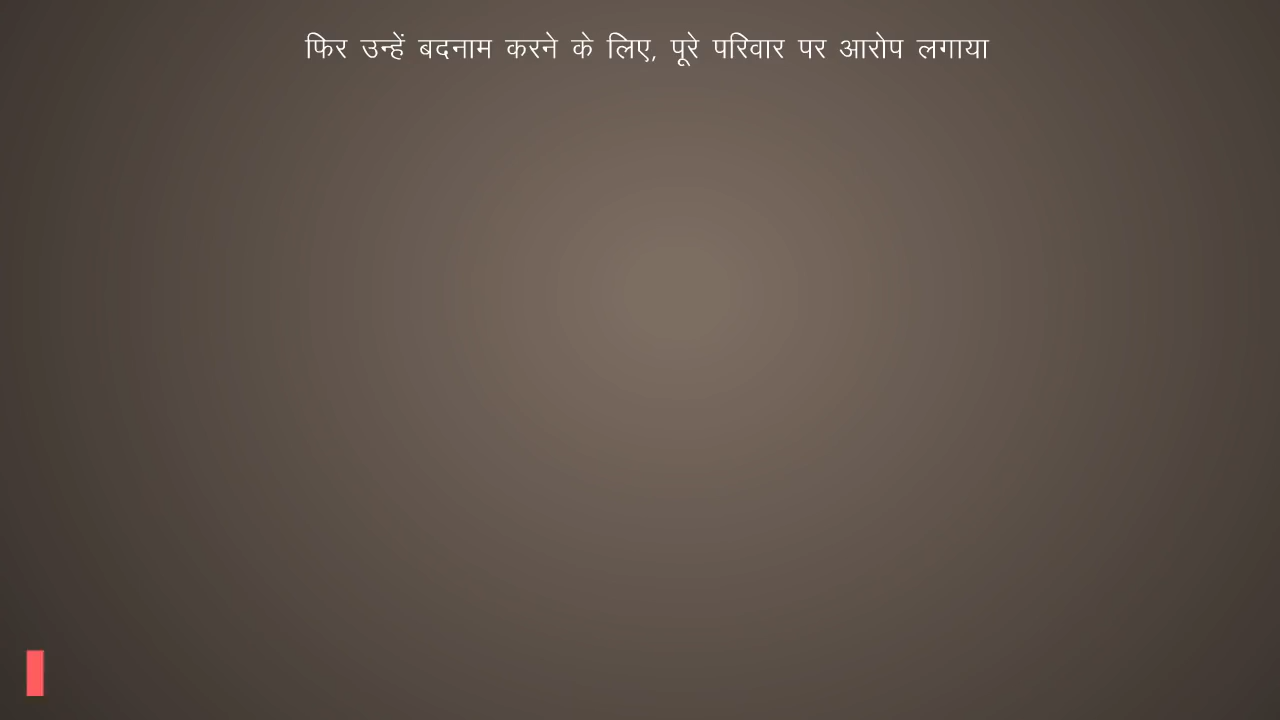 फिर उन्हें बदनाम करने के लिए, पूरे परिवार पर आरोप लगाया